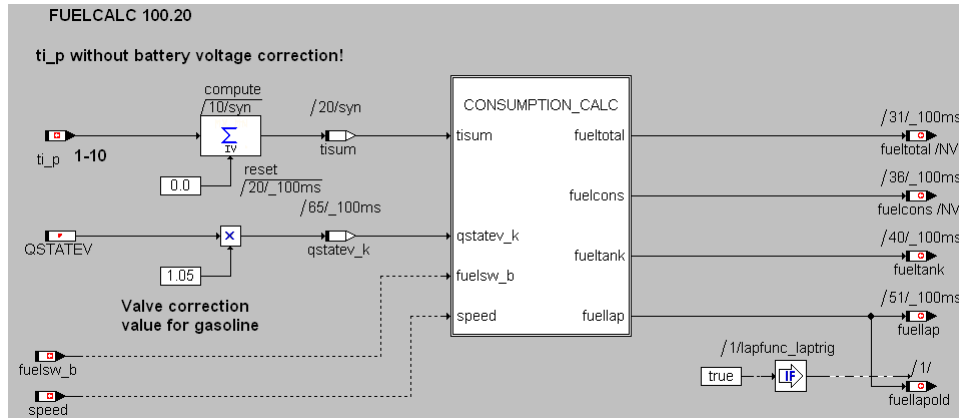 FUELCALC 100.20
ti_p without battery voltage correction!
compute
/10/syn
/20/syn
CONSUMPTION_CALC
/31/_100ms
ti_p
1-10
Σ
IV
tisum
tisum
fueltotal
fueltotal /NV
0.0
reset
/20/_100ms
/36/_100ms
/65/_100ms
fuelcons
fuelcons /NV
QSTATEV
×
qstatev_k
qstatev_k
/40/_100ms
1.05
fuelsw_b
fueltank
fueltank
Valve correction
value for gasoline
speed
fuellap
/51/_100ms
fuellap
/1/lapfunc_laptrig
/1/
fuelsw_b
true
IF
fuellapold
speed